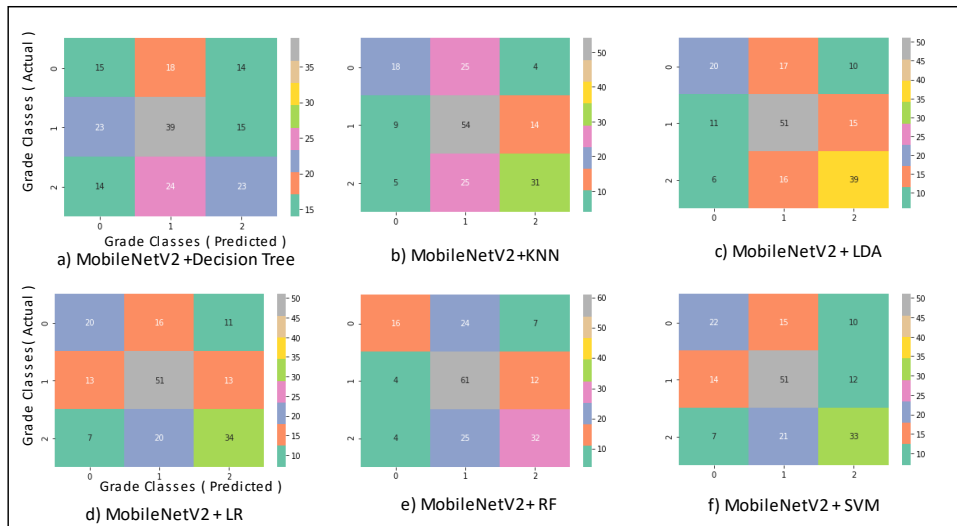 Grade Classes ( Actual )
0
1
2
15 18 14
23 39 15
14 24 23
0 1 2
35
30
25
20
15
Grade Classes ( Predicted )
a) MobileNetV2 +Decision Tree
0
1
2
18 25 4
9 54 14
5 25 31
0 1 2
50
40
30
20
10
b) MobileNetV2 +KNN
0
1
2
20 17 10
11 51 15
6 16 39
0 1 2
50
45
40
35
30
25
20
15
10
c) MobileNetV2 + LDA
Grade Classes ( Actual )
0
1
2
20 16 11
13 51 13
7 20 34
0 1 2
50
45
40
35
30
25
20
15
10
Grade Classes ( Predicted )
d) MobileNetV2 + LR
0
1
2
16 24 7
4 61 12
4 25 32
0 1 2
60
50
40
30
20
10
e) MobileNetV2+ RF
0
1
2
22 15 10
14 51 12
7 21 33
0 1 2
50
45
40
35
30
25
20
15
10
f) MobileNetV2 + SVM